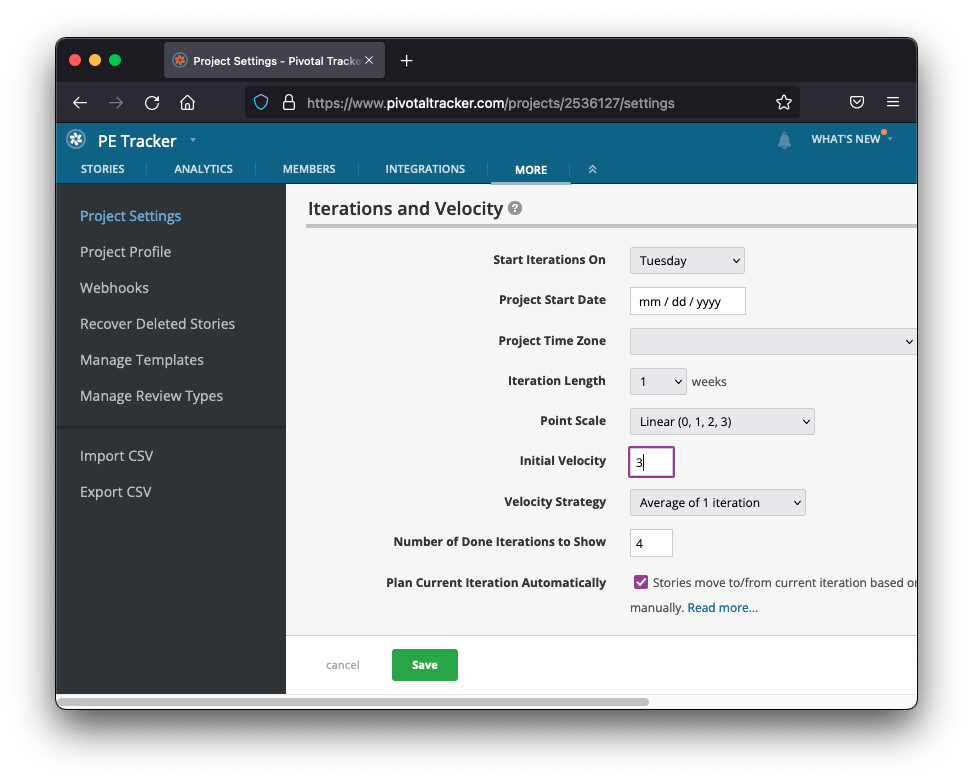 Project Settings - Pivotal Tracke
https://www.pivotaltracker.com/projects/2536127/settings
PE Tracker
WHAT'S NEW
STORIES ANALYTICS MEMBERS INTEGRATIONS MORE
Project Settings
Project Profile
Webhooks
Recover Deleted Stories
Manage Templates
Manage Review Types
Import CSV
Export CSV
Iterations and Velocity ?
Start Iterations On Tuesday
Project Start Date mm / dd / yyyy
Project Time Zone
Iteration Length 1 weeks
Point Scale Linear (0, 1, 2, 3)
Initial Velocity 3
Velocity Strategy Average of 1 iteration
Number of Done Iterations to Show 4
Plan Current Iteration Automatically Stories move to/from current iteration based on
manually. Read more...
cancel Save